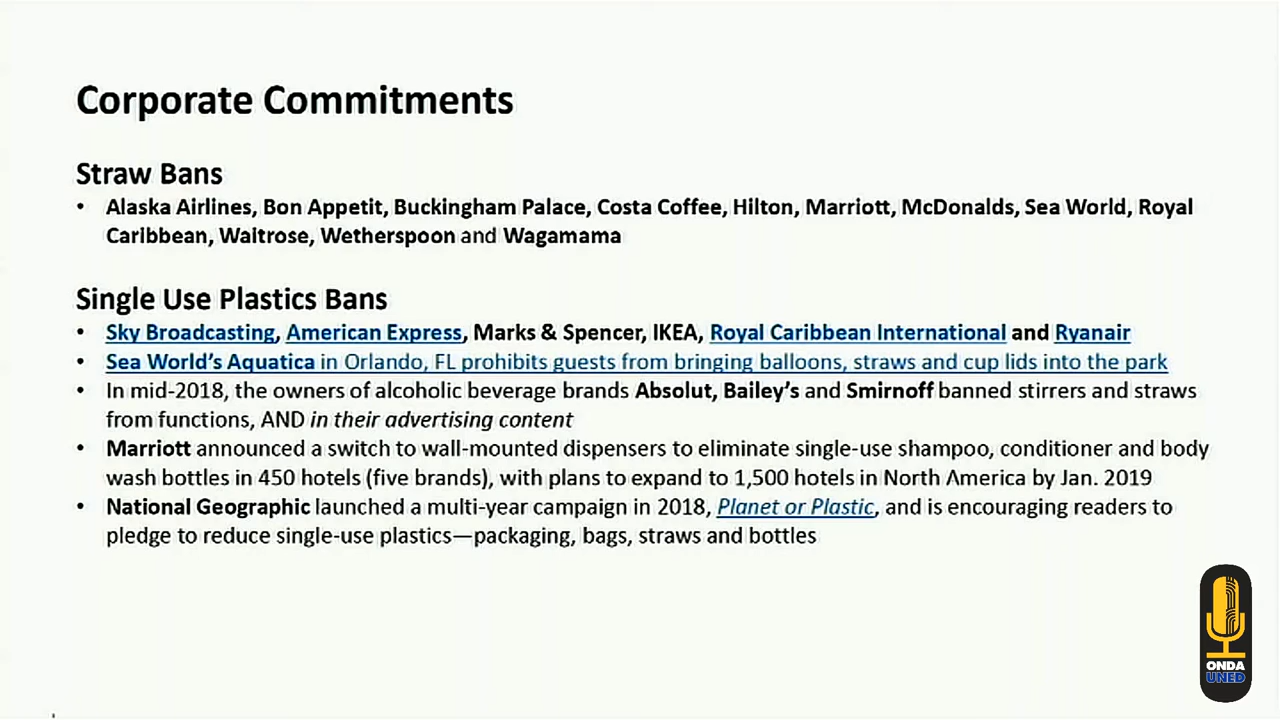 Corporate Commitments
Straw Bans
• Alaska Airlines, Bon Appetit, Buckingham Palace, Costa Coffee, Hilton, Marriott, McDonalds, Sea World, Royal
Caribbean, Waitrose, Wetherspoon and Wagamama
Single Use Plastics Bans
• Sky Broadcasting, American Express, Marks & Spencer, IKEA, Royal Caribbean International and Ryanair
• Sea World's Aquatica in Orlando, FL prohibits guests from bringing balloons, straws and cup lids into the park
• In mid-2018, the owners of alcoholic beverage brands Absolut, Bailey's and Smirnoff banned stirrers and straws
from functions, AND in their advertising content
• Marriott announced a switch to wall-mounted dispensers to eliminate single-use shampoo, conditioner and body
wash bottles in 450 hotels (five brands), with plans to expand to 1,500 hotels in North America by Jan. 2019
• National Geographic launched a multi-year campaign in 2018, Planet or Plastic, and is encouraging readers to
pledge to reduce single-use plastics—packaging, bags, straws and bottles
ONDA
UNED